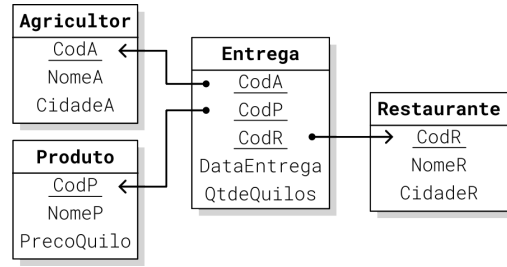 Agricultor
CodA
NomeA
CidadeA
Produto
CodP
NomeP
PrecoQuilo
Entrega
CodA
CodP
CodR
DataEntrega
QtdeQuilos
Restaurante
CodR
NomeR
CidadeR